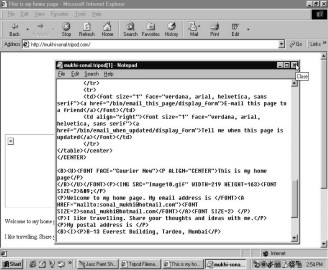 This is my home page - Microsoft Internet Explorer
File Edit View Favorites Tools Help
Back Stop Refresh Home Search Favorites History Mail Print Edit
Address http://mukhi-sonal.tripod.com/ Go Links »
mukhi-sonal.tripod[1] - Notepad
File Edit Search Help
Close
</tr>
<tr>
<td><font size="1" face="verdana, arial, helvetica, sans
serif"><a href="/bin/email_this_page/display_form">E-mail this page to
a friend</a></font></td>
<td align="right"><font size="1" face="verdana, arial,
helvetica, sans serif"><a
href="/bin/email_when_updated/display_form">Tell me when this page is
updated</a></font></td>
</tr>
</table></center>
</CENTER>
<B><U><FONT FACE="Courier New"><P ALIGN="CENTER">This is my home
page</P>
</B></U></FONT><P><IMG SRC="Image10.gif" WIDTH=219 HEIGHT=163><FONT
<P>Welcome to my home page. My email address is </FONT><A
HREF="mailto:sonal_mukhi@hotmail.com"><FONT
SIZE=2>sonal_mukhi@hotmail.com</FONT></A><FONT SIZE=2> </P>
<P>I like travelling. Share your thoughts and ideas with me.</P>
<P>My postal address is </P>
<B><I><P>B-13 Everest Building, Tardeo, Mumbai</P>
Welcome to my home
I like travelling. Share y
Internet
Start Jasc Paint Sh... Tripod Filema... This is my ho... mukhi-sona... 2:54 PM